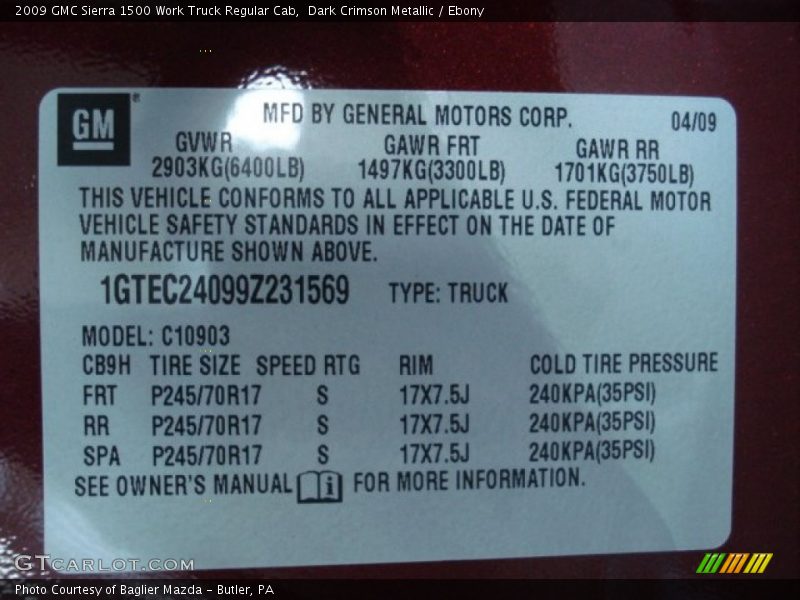 2009 GMC Sierra 1500 Work Truck Regular Cab,  Dark Crimson Metallic / Ebony
GM®
MFD BY GENERAL MOTORS CORP.
04/09
GVWR GAWR FRT GAWR RR
2903KG(6400LB) 1497KG(3300LB) 1701KG(3750LB)
THIS VEHICLE CONFORMS TO ALL APPLICABLE U.S. FEDERAL MOTOR
VEHICLE SAFETY STANDARDS IN EFFECT ON THE DATE OF
MANUFACTURE SHOWN ABOVE.
1GTEC24099Z231569 TYPE: TRUCK
MODEL: C10903
CB9H TIRE SIZE SPEED RTG RIM COLD TIRE PRESSURE
FRT P245/70R17 S 17X7.5J 240KPA(35PSI)
RR P245/70R17 S 17X7.5J 240KPA(35PSI)
SPA P245/70R17 S 17X7.5J 240KPA(35PSI)
SEE OWNER'S MANUAL i FOR MORE INFORMATION.
GTCARLOT.COM
Photo Courtesy of Baglier Mazda - Butler, PA